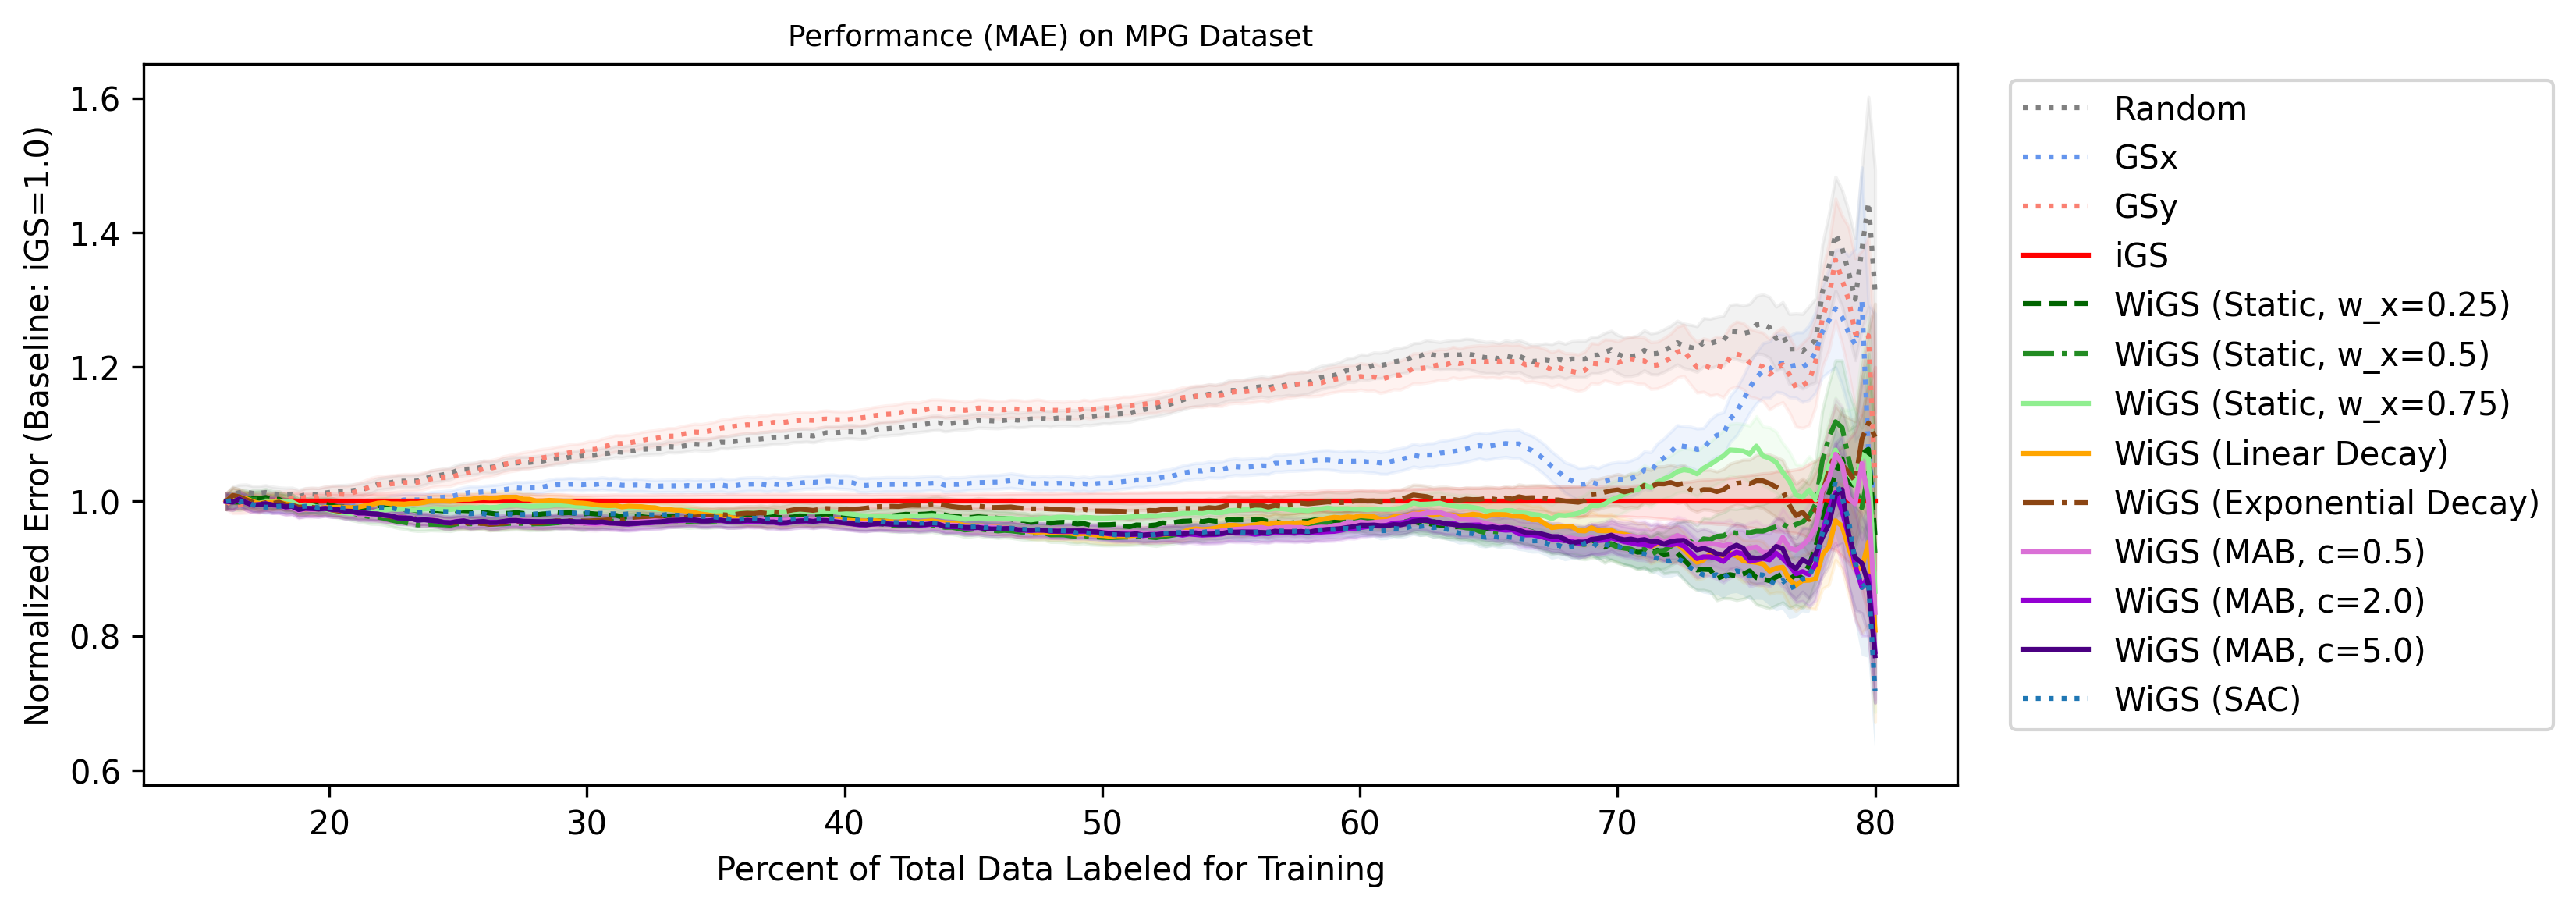 Performance (MAE) on MPG Dataset
Normalized Error (Baseline: iGS=1.0)
1.6
1.4
1.2
1.0
0.8
0.6
20 30 40 50 60 70 80
Percent of Total Data Labeled for Training
Random
GSx
GSy
iGS
WiGS (Static, w_x=0.25)
WiGS (Static, w_x=0.5)
WiGS (Static, w_x=0.75)
WiGS (Linear Decay)
WiGS (Exponential Decay)
WiGS (MAB, c=0.5)
WiGS (MAB, c=2.0)
WiGS (MAB, c=5.0)
WiGS (SAC)